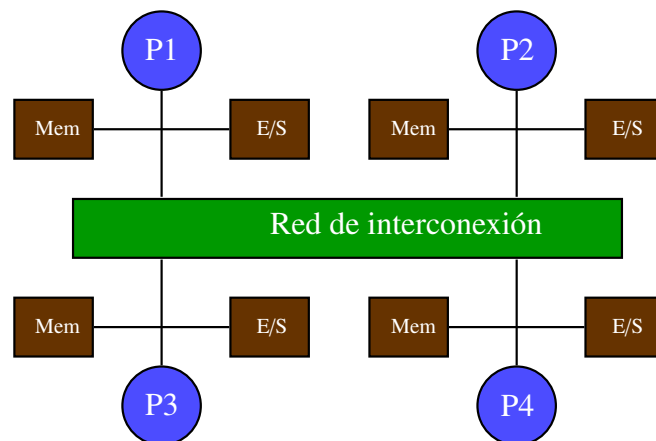 P1
P2
Mem
E/S
Mem
E/S
Red de interconexión
Mem
E/S
Mem
E/S
P3
P4